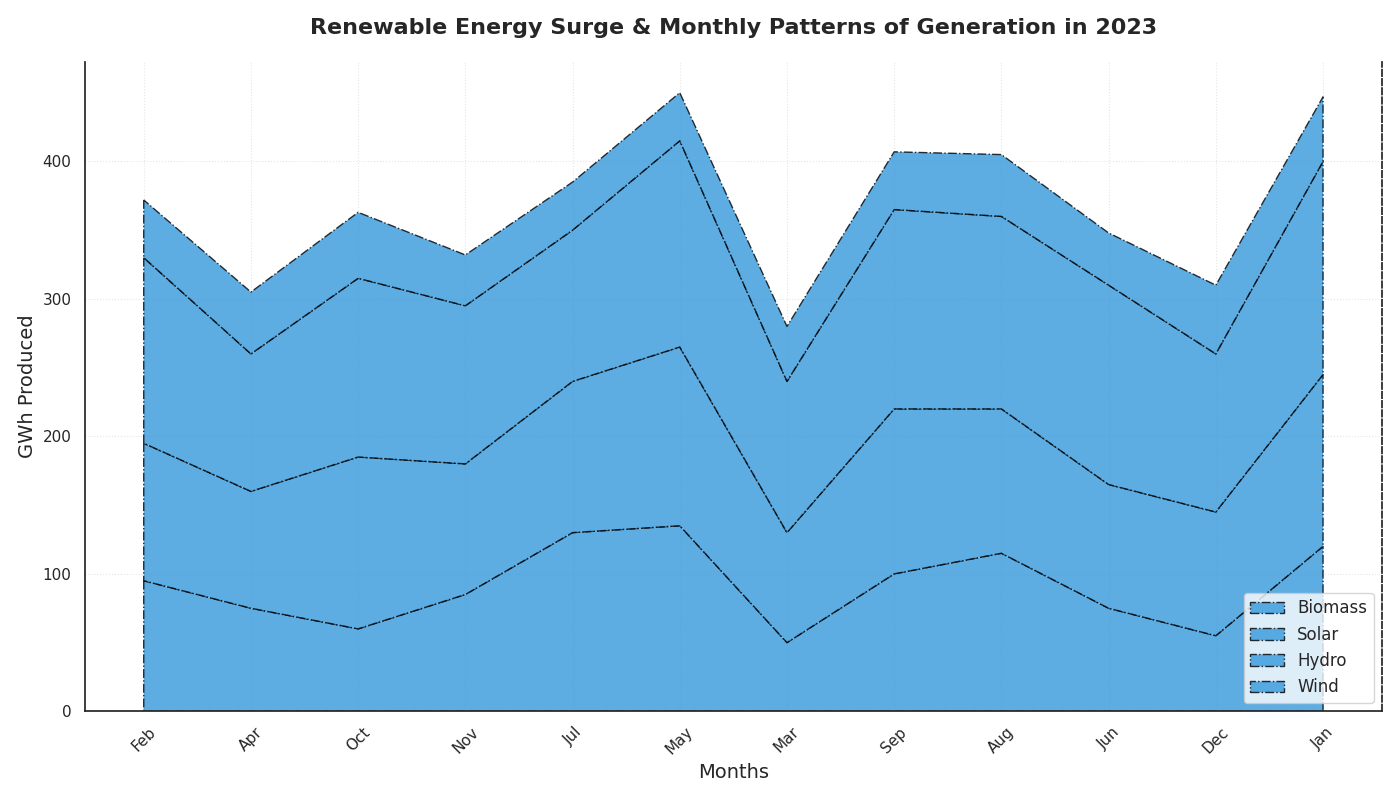 Renewable Energy Surge & Monthly Patterns of Generation in 2023
GWh Produced
400
300
200
100
0
Biomass
Solar
Hydro
Wind
Feb
Apr
Oct
Nov
Jul
May
Mar
Sep
Aug
Jun
Dec
Jan
Months